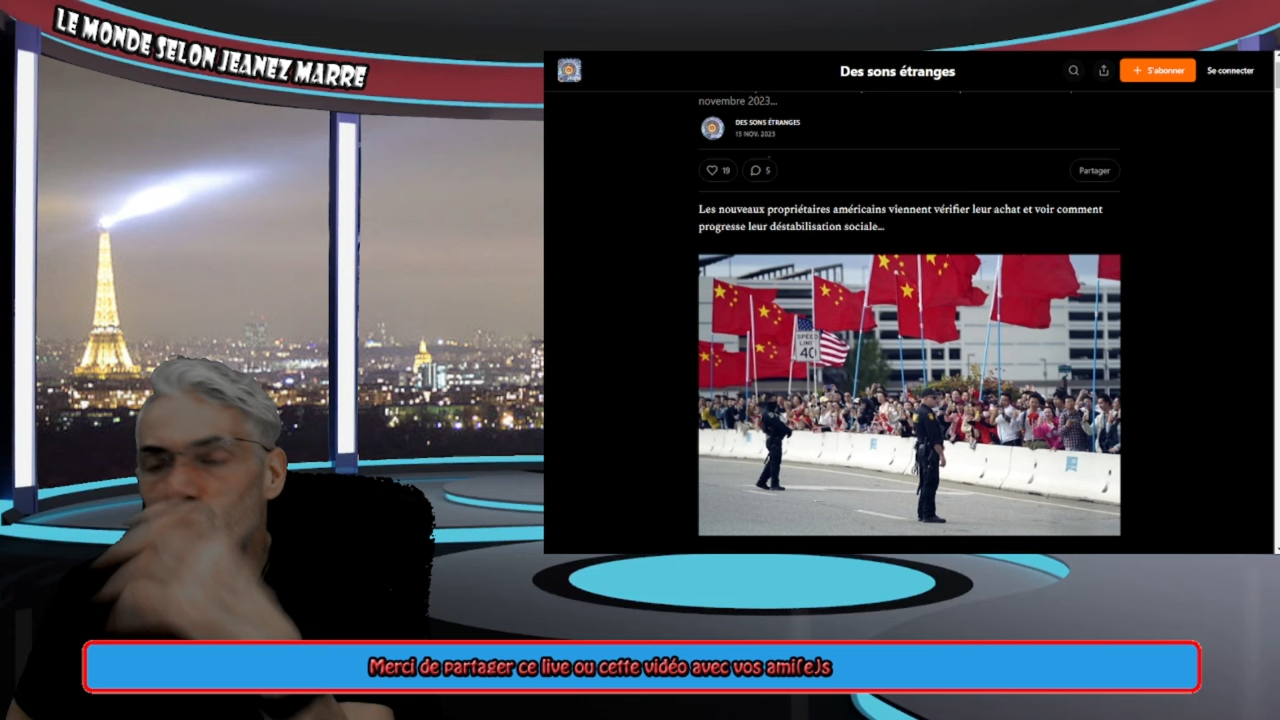 LE MONDE SELON JEANEZ MARRE
Des sons étranges
S'abonner
Se connecter
novembre 2023...
DES SONS ÉTRANGES
15 NOV. 2023
19
5
Partager
Les nouveaux propriétaires américains viennent vérifier leur achat et voir comment
progresse leur déstabilisation sociale...
SPEED
LIMIT
40
Merci de partager ce live ou cette vidéo avec vos ami(e)s